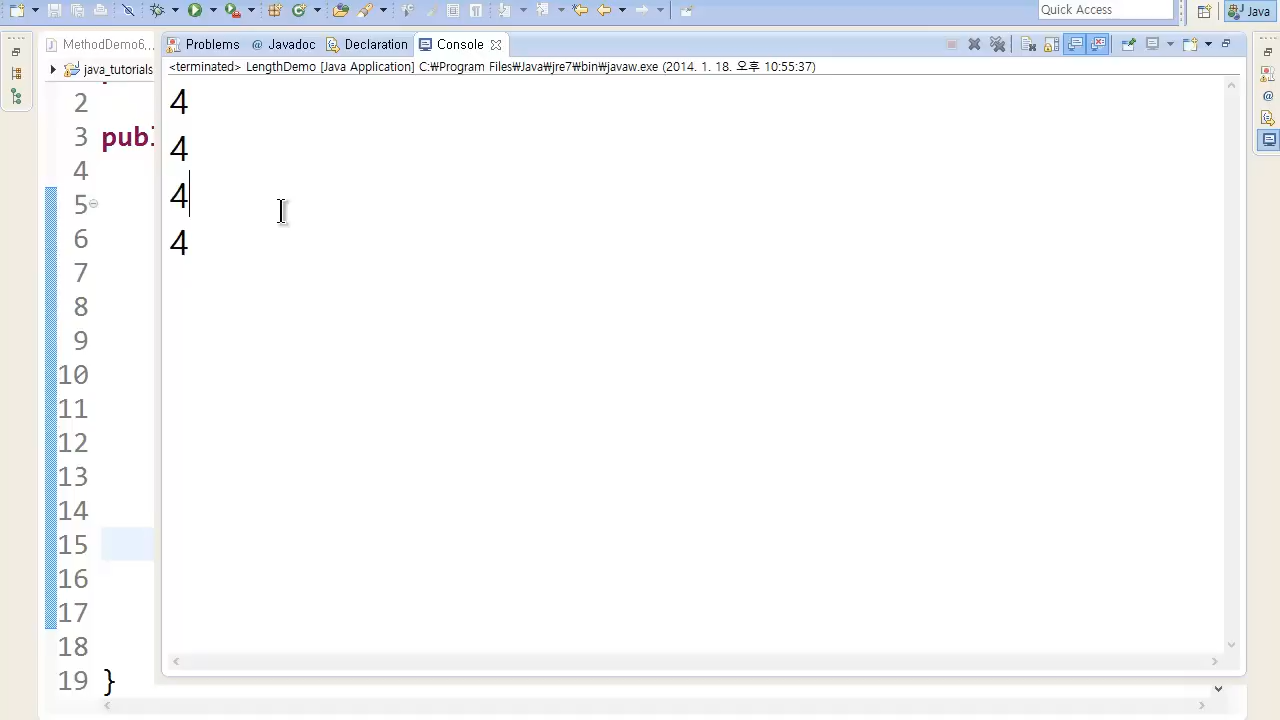 Quick Access
Java
MethodDemo6...
Problems
@ Javadoc
Declaration
Console
java_tutorials
<terminated> LengthDemo [Java Application] C:₩Program Files₩Java₩jre7₩bin₩javaw.exe (2014. 1. 18. 오후 10:55:37)
4
4
4
4
2
3 publ
4
5
6
7
8
9
10
11
12
13
14
15
16
17
18
19 }